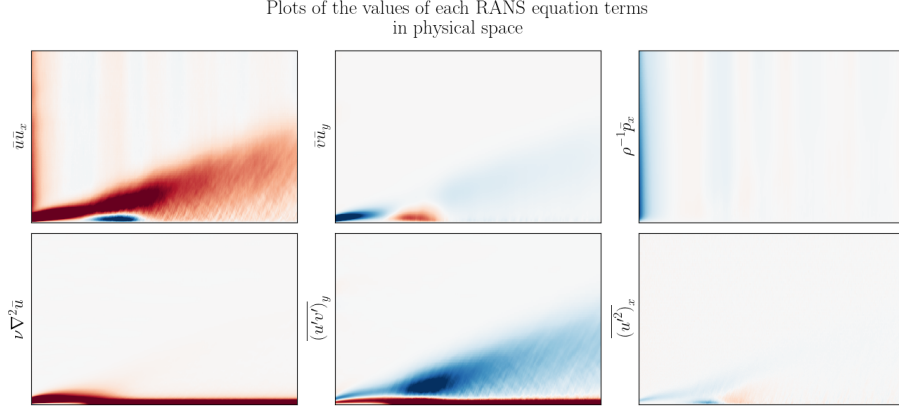 Plots of the values of each RANS equation terms
in physical space
ūū_x
v̄ū_y
ρ⁻¹p̄_x
ν∇²ū
\overline{(u'v')}_y
\overline{(u'^2)}_x